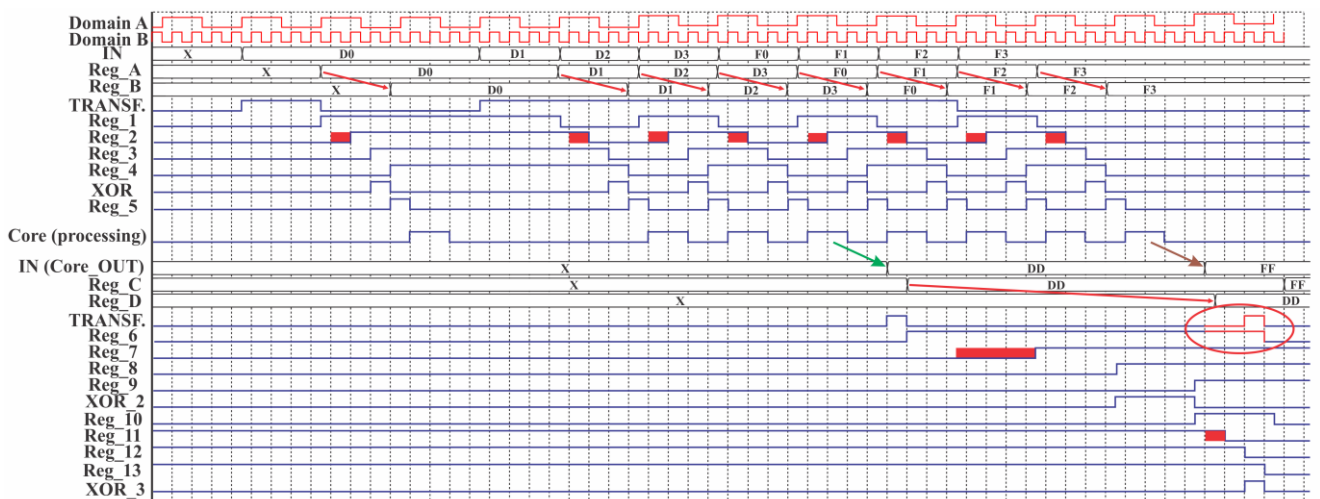 Domain A
Domain B
IN X D0 D1 D2 D3 F0 F1 F2 F3
Reg_A X D0 D1 D2 D3 F0 F1 F2 F3
Reg_B X D0 D1 D2 D3 F0 F1 F2 F3
TRANSF.
Reg_1
Reg_2
Reg_3
Reg_4
XOR
Reg_5
Core (processing)
IN (Core_OUT) X DD FF
Reg_C X DD FF
Reg_D X DD
TRANSF.
Reg_6
Reg_7
Reg_8
Reg_9
XOR_2
Reg_10
Reg_11
Reg_12
Reg_13
XOR_3